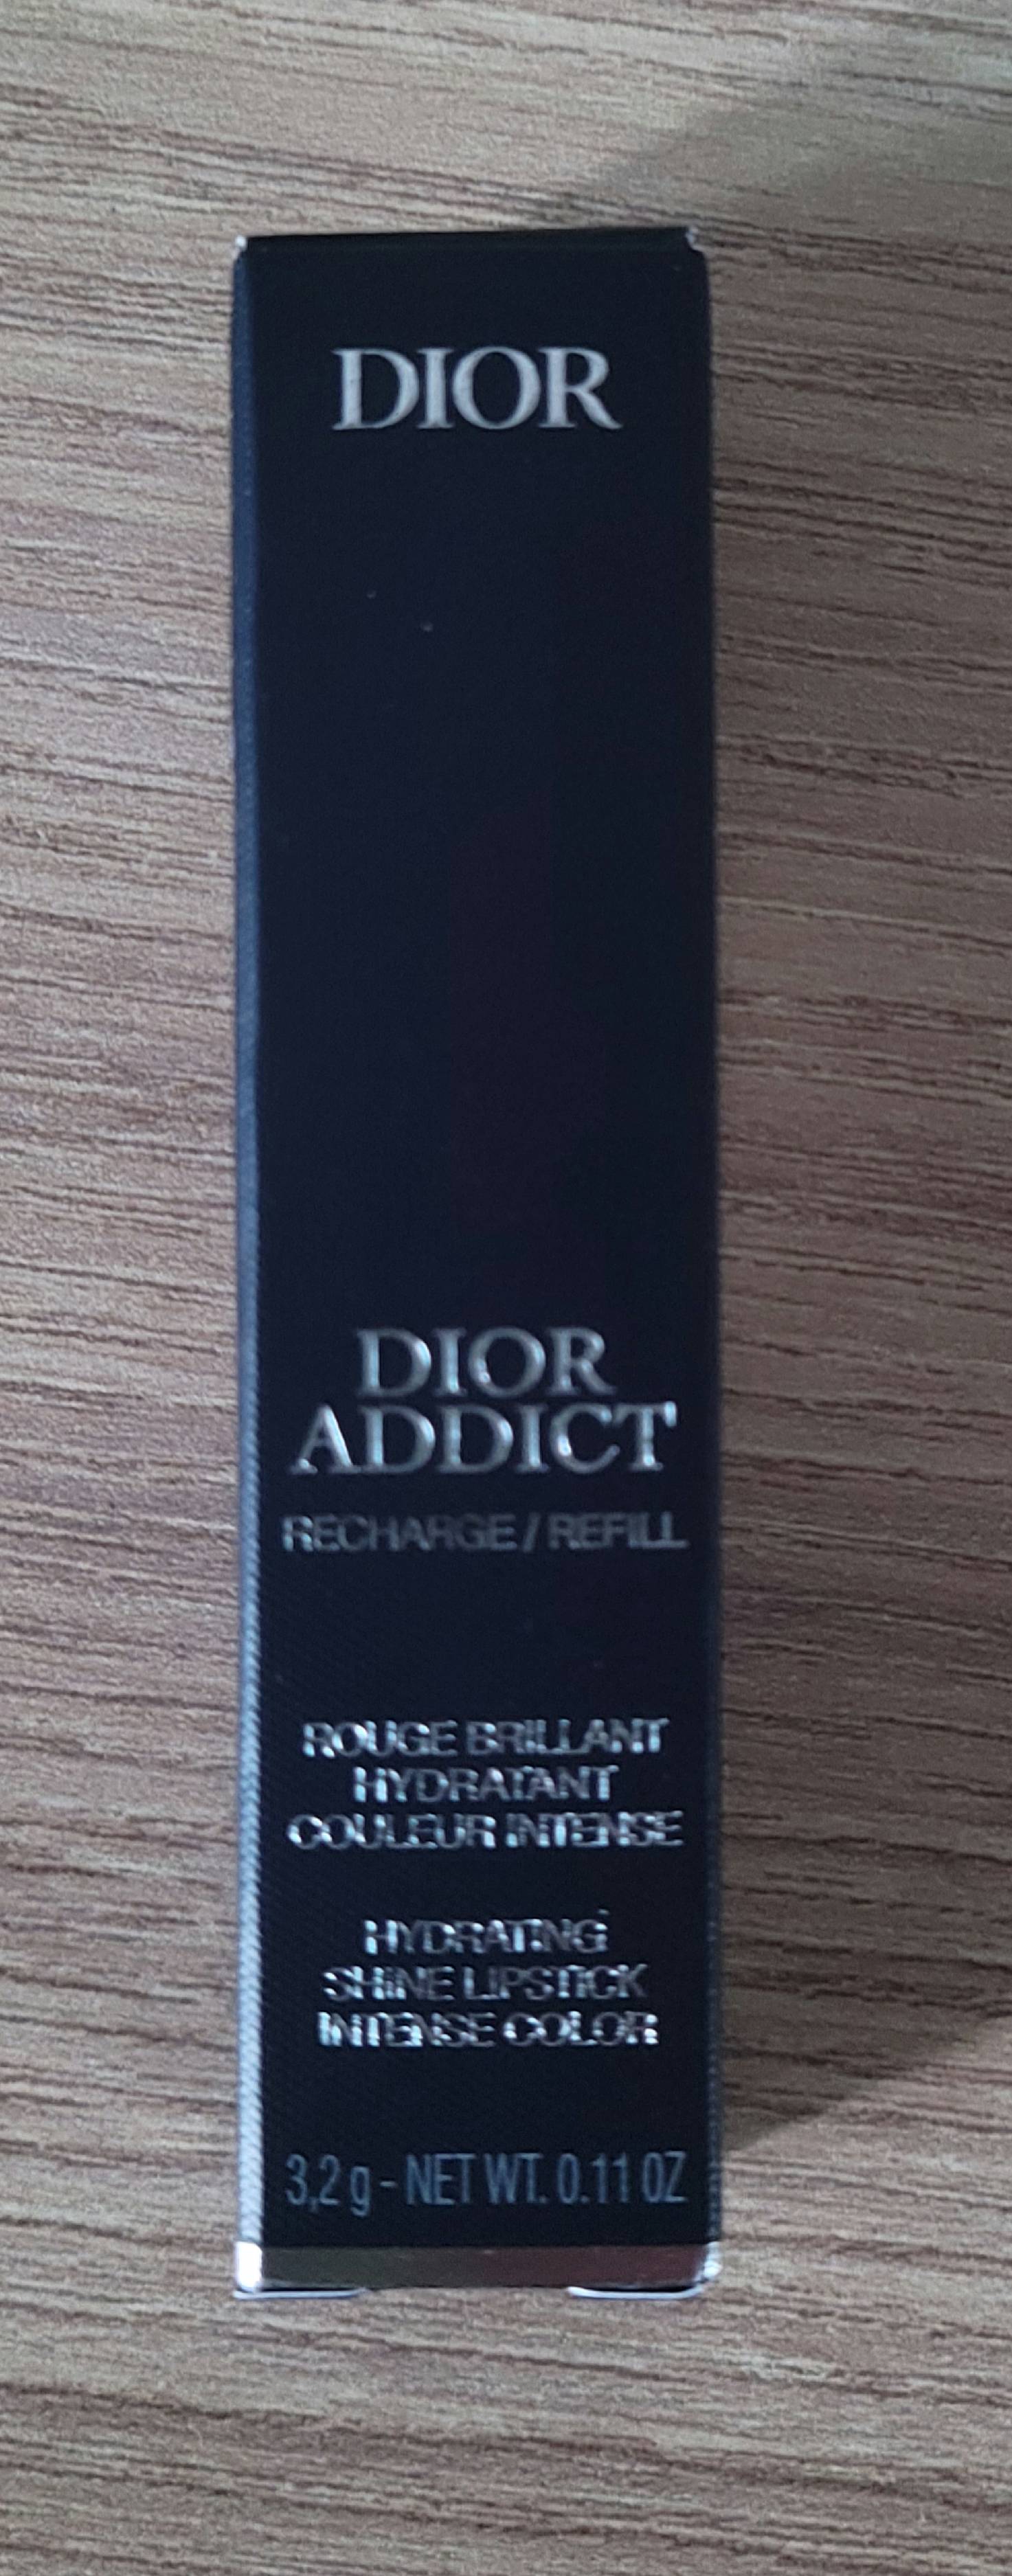 DIOR
DIOR
ADDICT
RECHARGE / REFILL
ROUGE BRILLANT
HYDRATANT
COULEUR INTENSE
HYDRATING
SHINE LIPSTICK
INTENSE COLOR
3,2 g - NET WT. 0.11 OZ